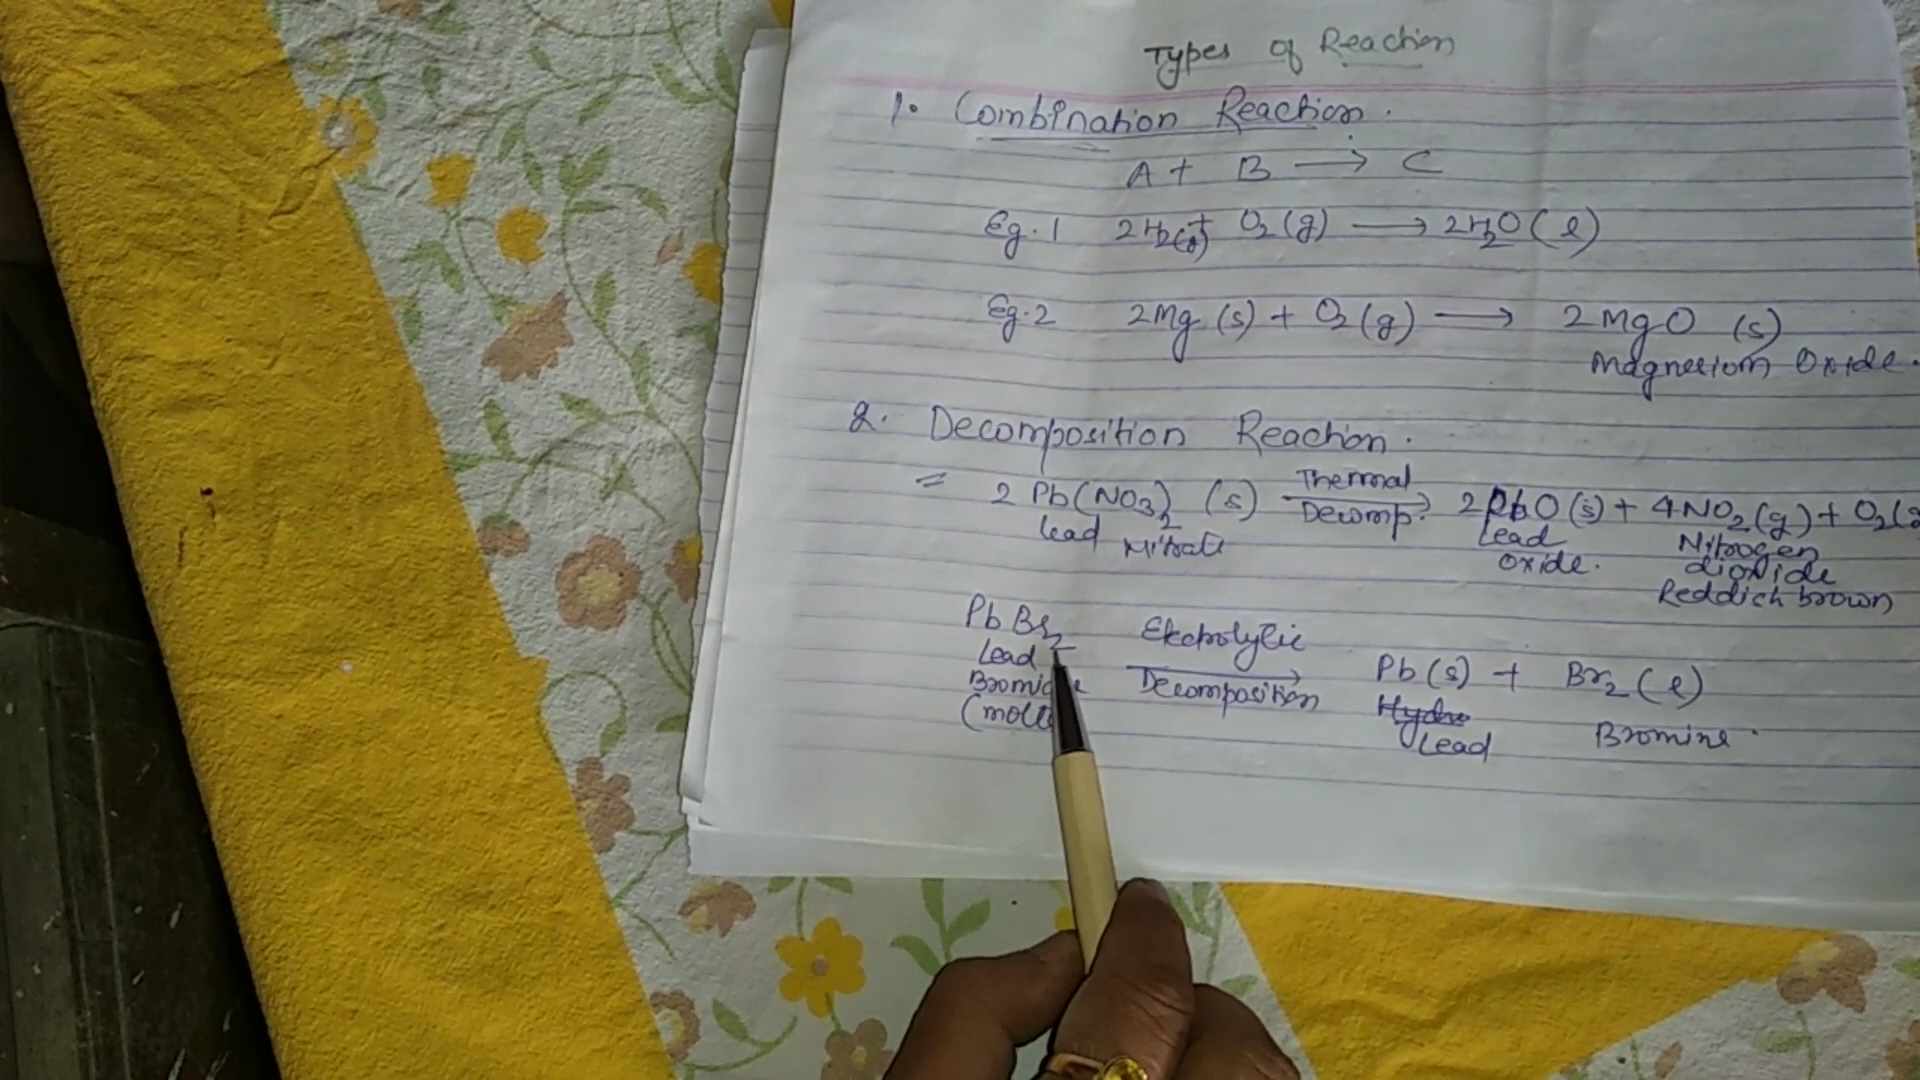 Types of Reaction
1. Combination Reaction.
A + B → C
Eg. 1 2H2(g) + O2 (g) → 2H2O (l)
Eg. 2 2Mg (s) + O2 (g) → 2MgO (s)
Magnesium Oxide.
2. Decomposition Reaction.
= 2 Pb(NO3)2 (s) Thermal Decomp. → 2PbO (s) + 4NO2 (g) + O2 (g
Lead Nitrate Lead oxide. Nitrogen dioxide
Reddish brown
PbBr2 Electrolytic Decomposition → Pb (s) + Br2 (l)
Lead
Lead Bromine.